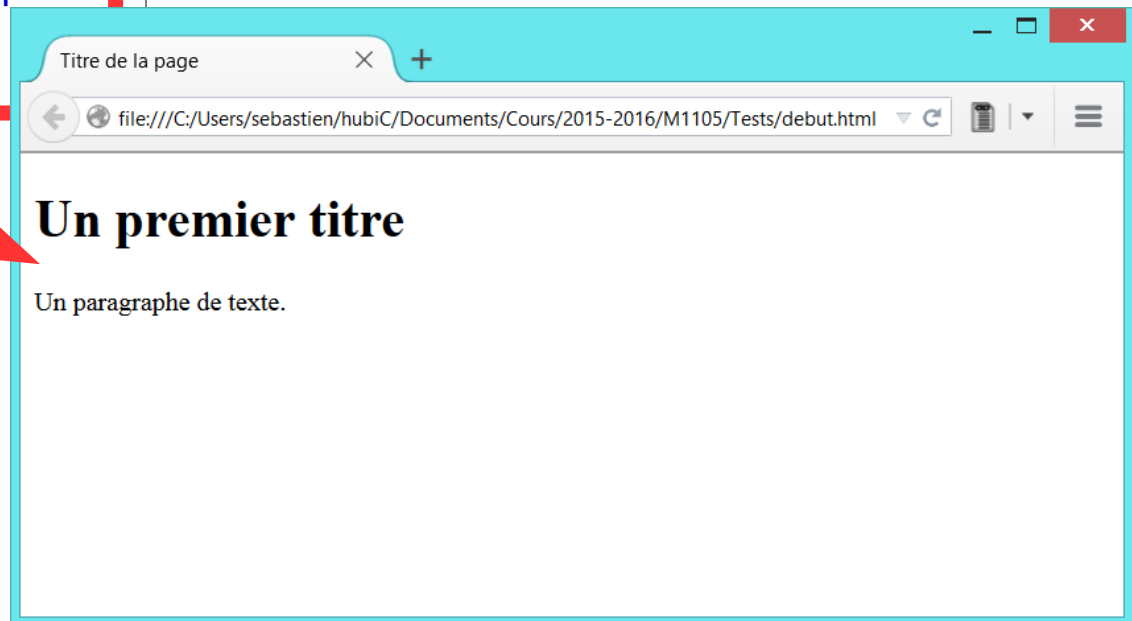 Titre de la page
file:///C:/Users/sebastien/hubiC/Documents/Cours/2015-2016/M1105/Tests/debut.html
Un premier titre
Un paragraphe de texte.